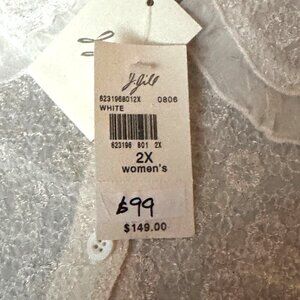 J.Jill
6231968012X 0806
WHITE
623196 801 2X
2X
women's
$99
$149.00